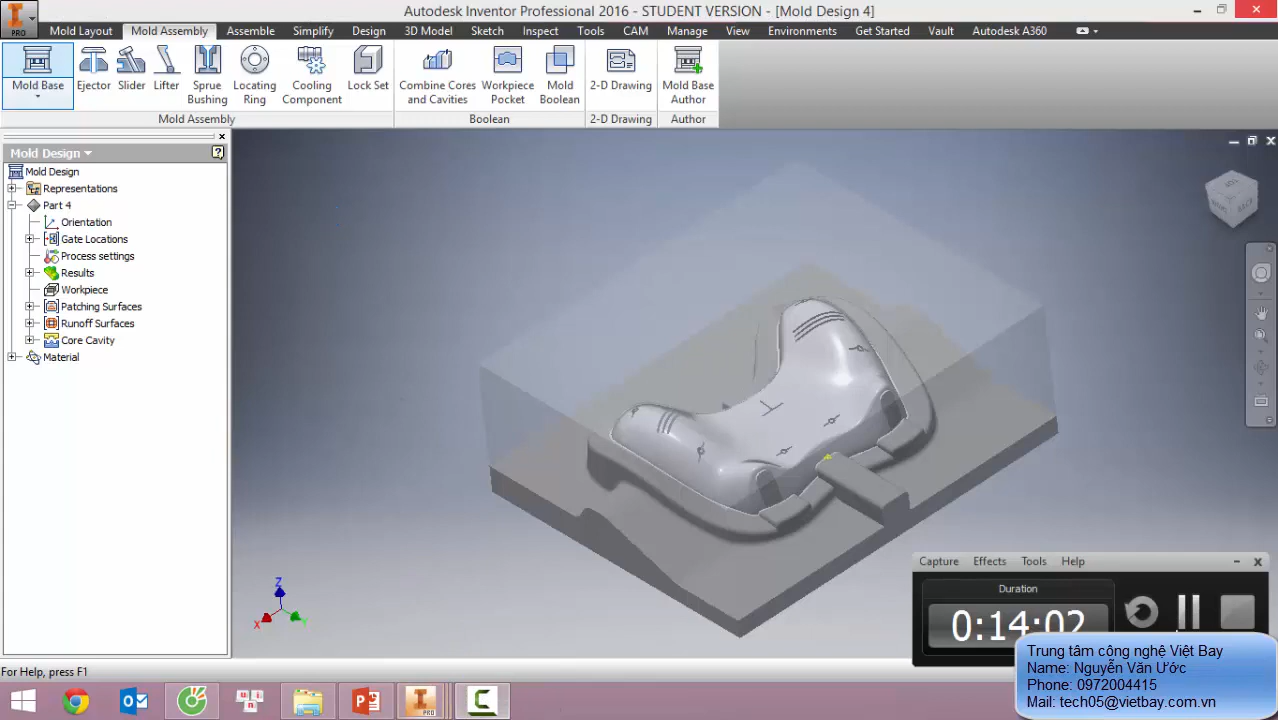 Autodesk Inventor Professional 2016 - STUDENT VERSION - [Mold Design 4]
PRO
Mold Layout Mold Assembly Assemble Simplify Design 3D Model Sketch Inspect Tools CAM Manage View Environments Get Started Vault Autodesk A360
Mold Base Ejector Slider Lifter Sprue Bushing Locating Ring Cooling Component Lock Set Combine Cores and Cavities Workpiece Pocket Mold Boolean 2-D Drawing Mold Base Author
Mold Assembly Boolean 2-D Drawing Author
Mold Design
Mold Design
Representations
Part 4
Orientation
Gate Locations
Process settings
Results
Workpiece
Patching Surfaces
Runoff Surfaces
Core Cavity
Material
Z
X
Y
Capture Effects Tools Help
Duration
0:14:02
Trung tâm công nghệ Việt Bay
Name: Nguyễn Văn Ước
Phone: 0972004415
Mail: tech05@vietbay.com.vn
For Help, press F1
PRO